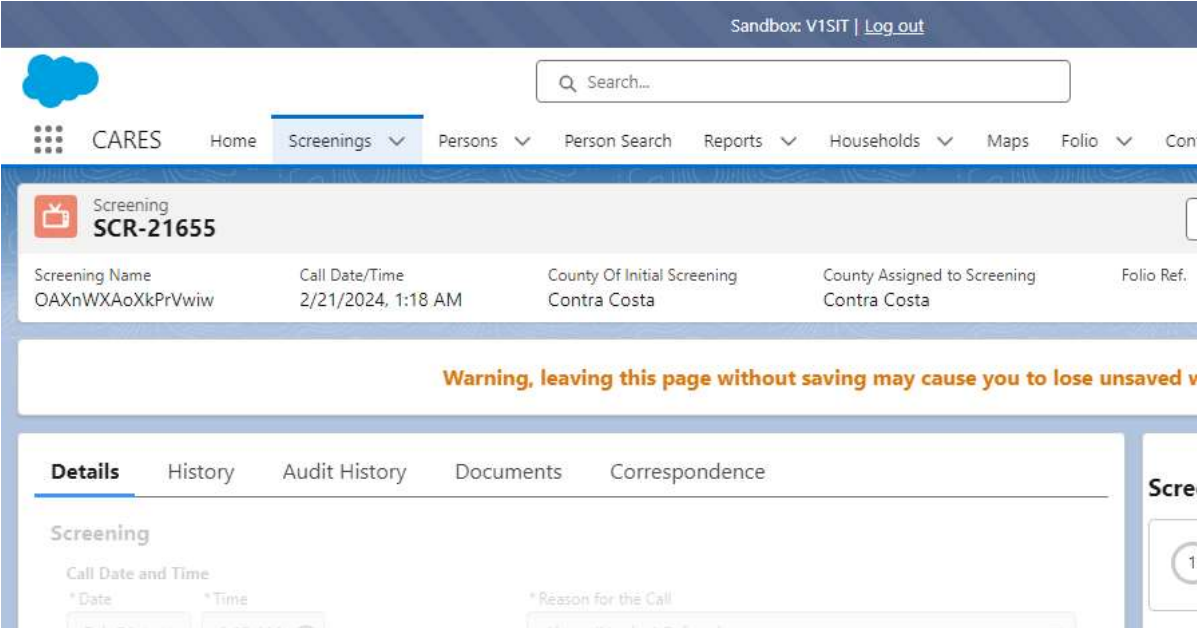 Sandbox: V1SIT | Log out
Search...
CARES Home Screenings Persons Person Search Reports Households Maps Folio
Screening
SCR-21655
Screening Name Call Date/Time County Of Initial Screening County Assigned to Screening Folio Ref.
OAXnWXAoXkPrVwiw 2/21/2024, 1:18 AM Contra Costa Contra Costa
Warning, leaving this page without saving may cause you to lose unsaved
Details History Audit History Documents Correspondence
Screening
Call Date and Time
*Date *Time *Reason for the Call
1